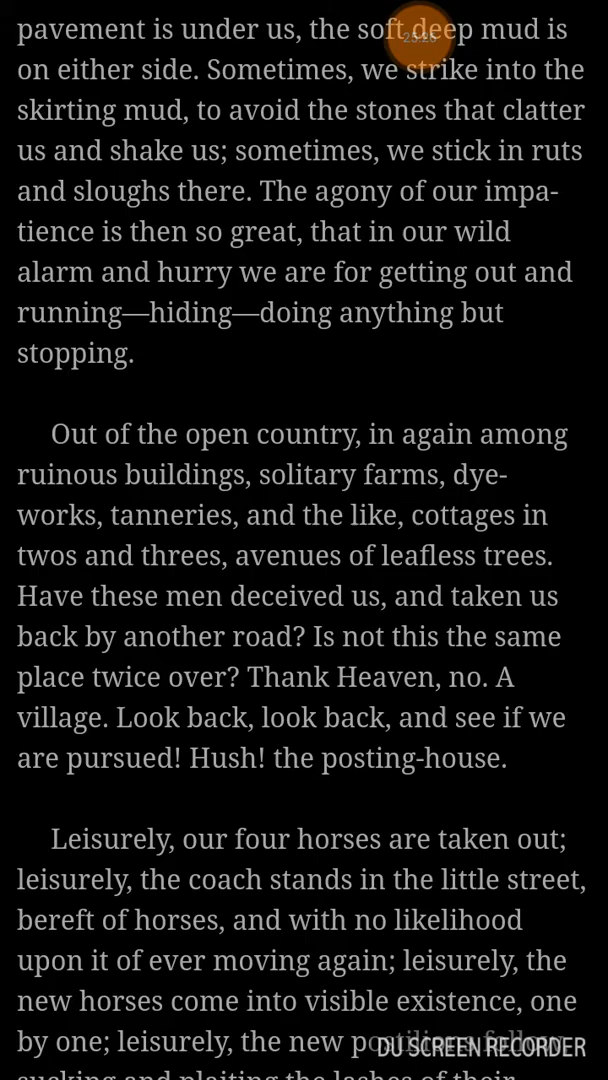 pavement is under us, the soft deep mud is
on either side. Sometimes, we strike into the
skirting mud, to avoid the stones that clatter
us and shake us; sometimes, we stick in ruts
and sloughs there. The agony of our impa-
tience is then so great, that in our wild
alarm and hurry we are for getting out and
running—hiding—doing anything but
stopping.
Out of the open country, in again among
ruinous buildings, solitary farms, dye-
works, tanneries, and the like, cottages in
twos and threes, avenues of leafless trees.
Have these men deceived us, and taken us
back by another road? Is not this the same
place twice over? Thank Heaven, no. A
village. Look back, look back, and see if we
are pursued! Hush! the posting-house.
Leisurely, our four horses are taken out;
leisurely, the coach stands in the little street,
bereft of horses, and with no likelihood
upon it of ever moving again; leisurely, the
new horses come into visible existence, one
by one; leisurely, the new postilions follow,
DU SCREEN RECORDER
sucking and plaiting the lashes of their